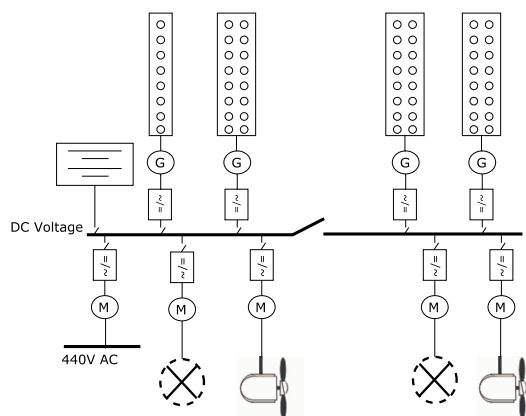 G G G G
~/= ~/= ~/= ~/=
DC Voltage
~/= ~/= ~/= ~/= ~/=
M M M M M
440V AC